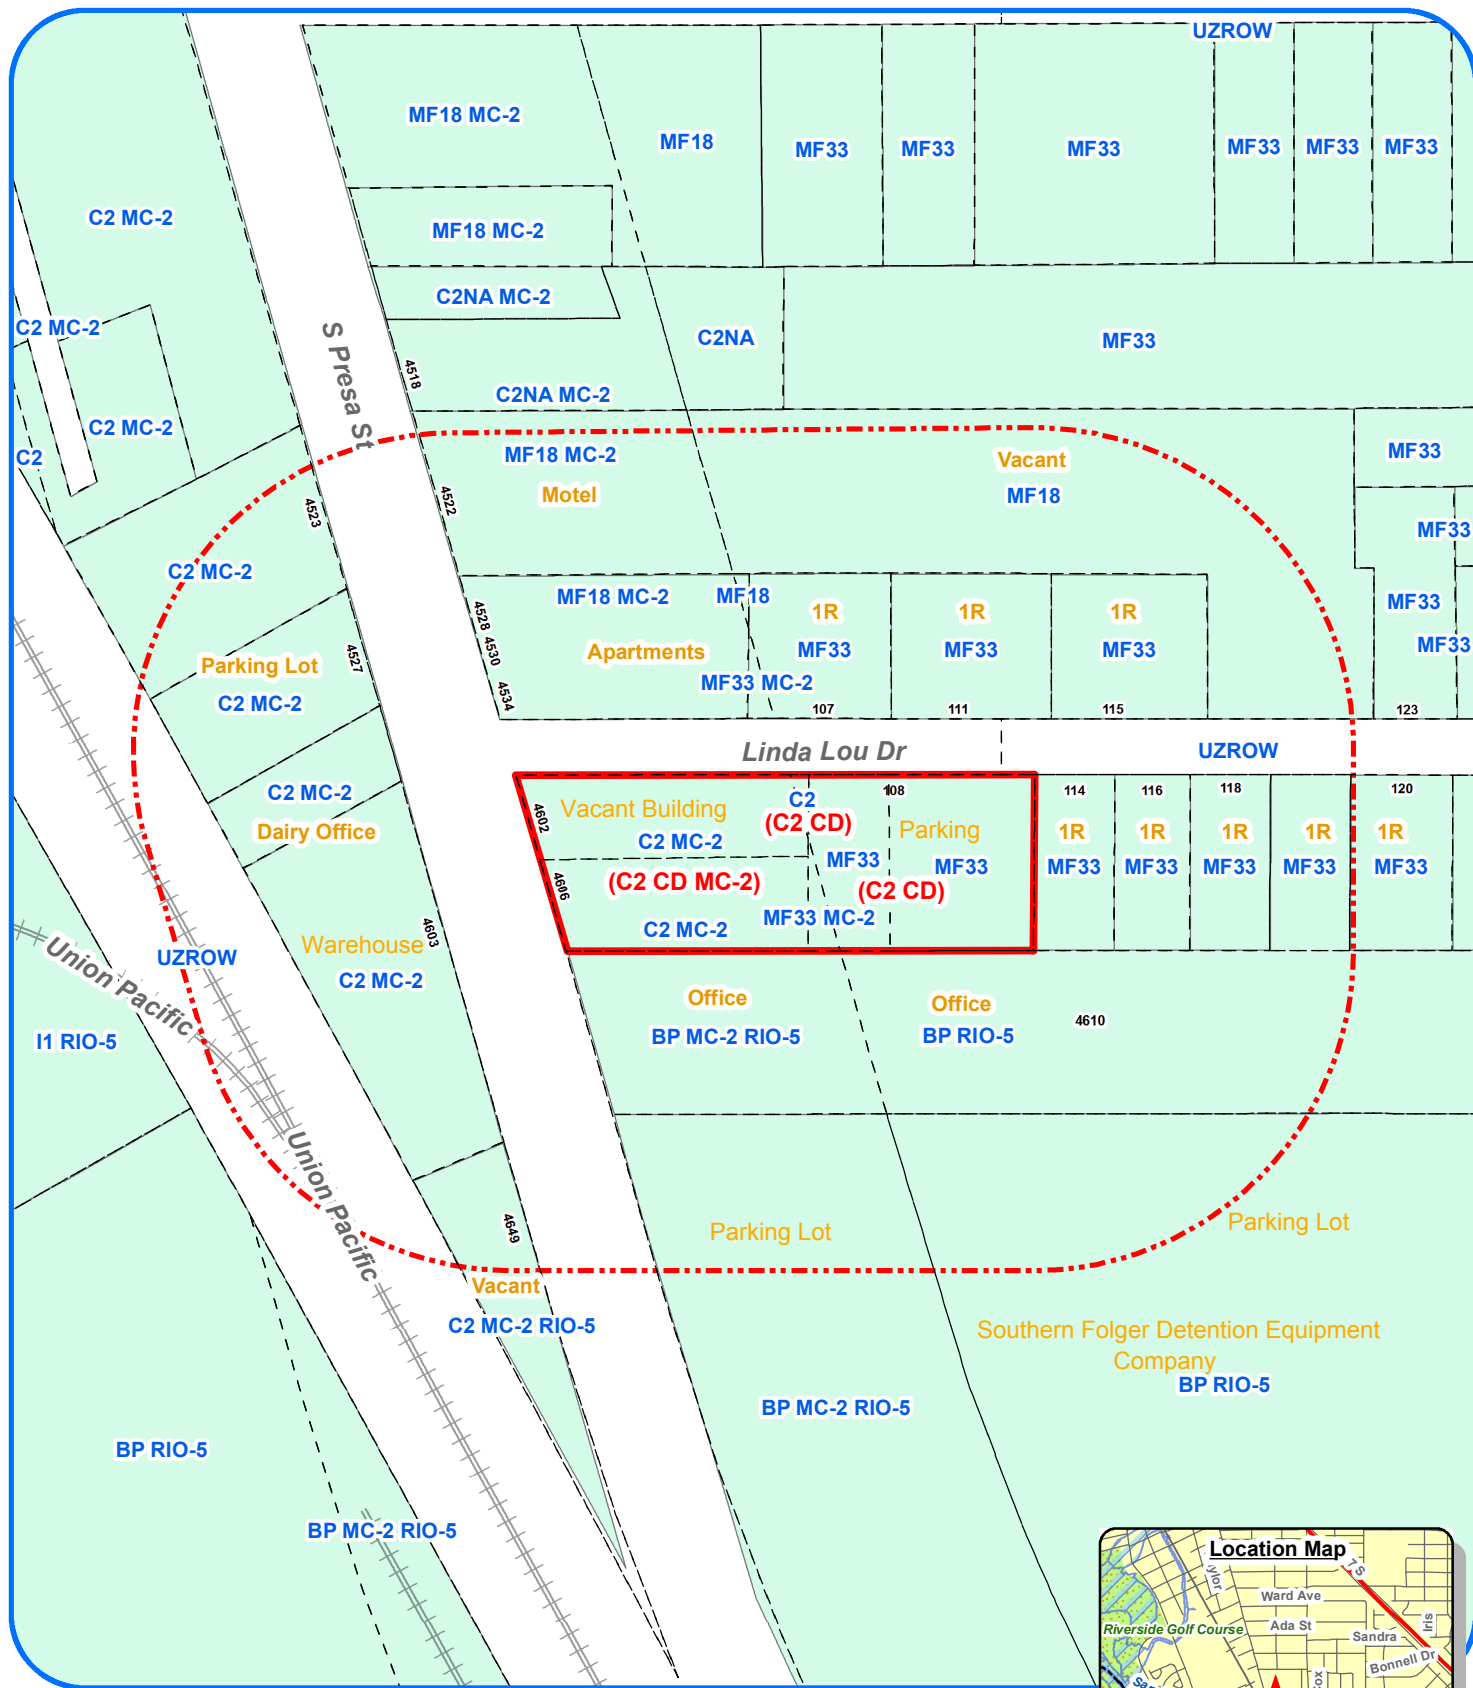 UZROW
MF18 MC-2
MF18
MF33
MF33
MF33
MF33
MF33
MF33
C2 MC-2
MF18 MC-2
C2NA MC-2
C2 MC-2
C2NA
MF33
S Presa St
4518
C2NA MC-2
C2 MC-2
C2
MF18 MC-2
Motel
Vacant
MF18
MF33
4523
4522
MF33
C2 MC-2
MF18 MC-2
MF18
1R
1R
1R
MF33
4528
4530
4534
Apartments
MF33
MF33
MF33
MF33
4527
Parking Lot
C2 MC-2
MF33 MC-2
107
111
115
123
Linda Lou Dr
UZROW
C2 MC-2
Dairy Office
4602
Vacant Building
C2 MC-2
C2
(C2 CD)
108
Parking
MF33
MF33
114
116
118
120
1R
1R
1R
1R
1R
MF33
MF33
MF33
MF33
MF33
4606
(C2 CD MC-2)
(C2 CD)
C2 MC-2
MF33 MC-2
4603
Warehouse
C2 MC-2
UZROW
Union Pacific
I1 RIO-5
Office
BP MC-2 RIO-5
Office
BP RIO-5
4610
Union Pacific
4649
Parking Lot
Parking Lot
Vacant
C2 MC-2 RIO-5
Southern Folger Detention Equipment
Company
BP RIO-5
BP MC-2 RIO-5
BP RIO-5
BP MC-2 RIO-5
Location Map
7 S
Ward Ave
Ada St
Iris
Sandra
Riverside Golf Course
Bonnell Dr